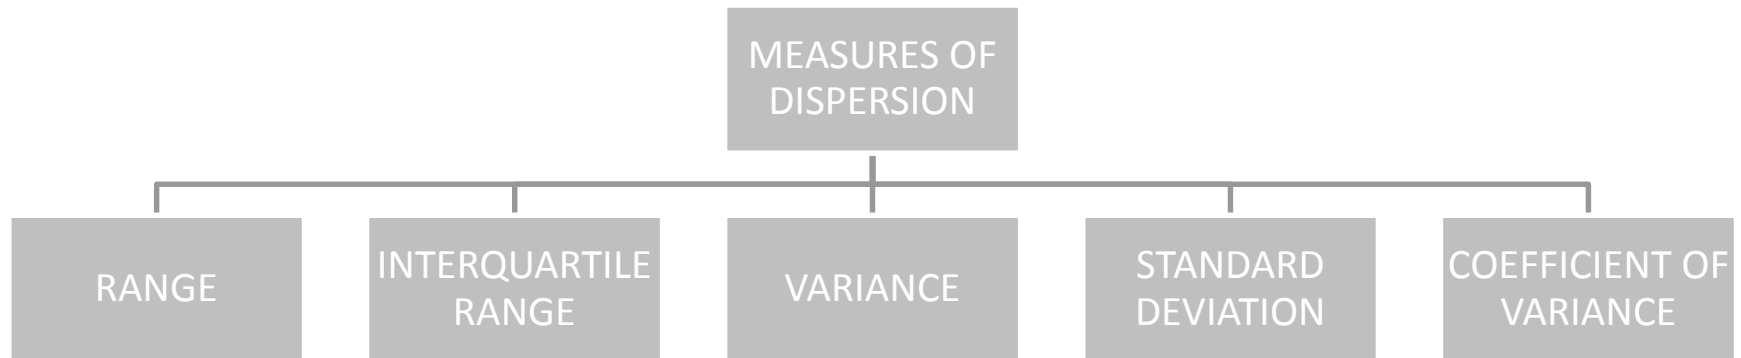 MEASURES OF
DISPERSION
RANGE
INTERQUARTILE
RANGE
VARIANCE
STANDARD
DEVIATION
COEFFICIENT OF
VARIANCE